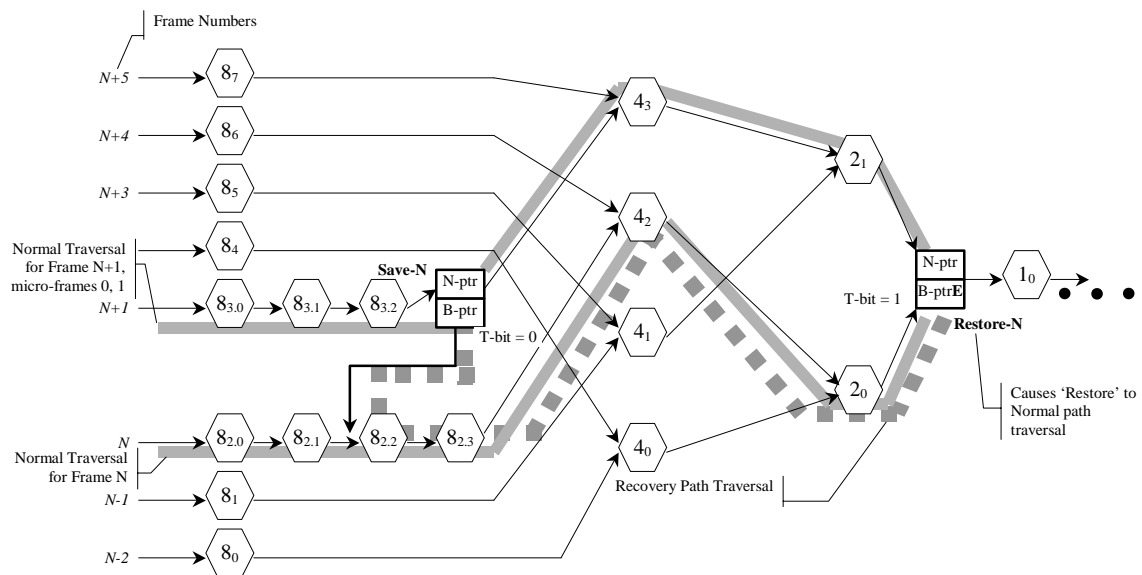 Frame Numbers
N+5
8₇
4₃
N+4
8₆
2₁
N+3
8₅
4₂
Normal Traversal
for Frame N+1,
micro-frames 0, 1
8₄
Save-N
N-ptr
B-ptr
T-bit = 0
N+1
8₃.₀
8₃.₁
8₃.₂
N-ptr
B-ptrE
T-bit = 1
Restore-N
1₀
4₁
Causes ‘Restore’ to
Normal path
traversal
2₀
N
8₂.₀
8₂.₁
8₂.₂
8₂.₃
4₀
Normal Traversal
for Frame N
Recovery Path Traversal
N-1
8₁
N-2
8₀